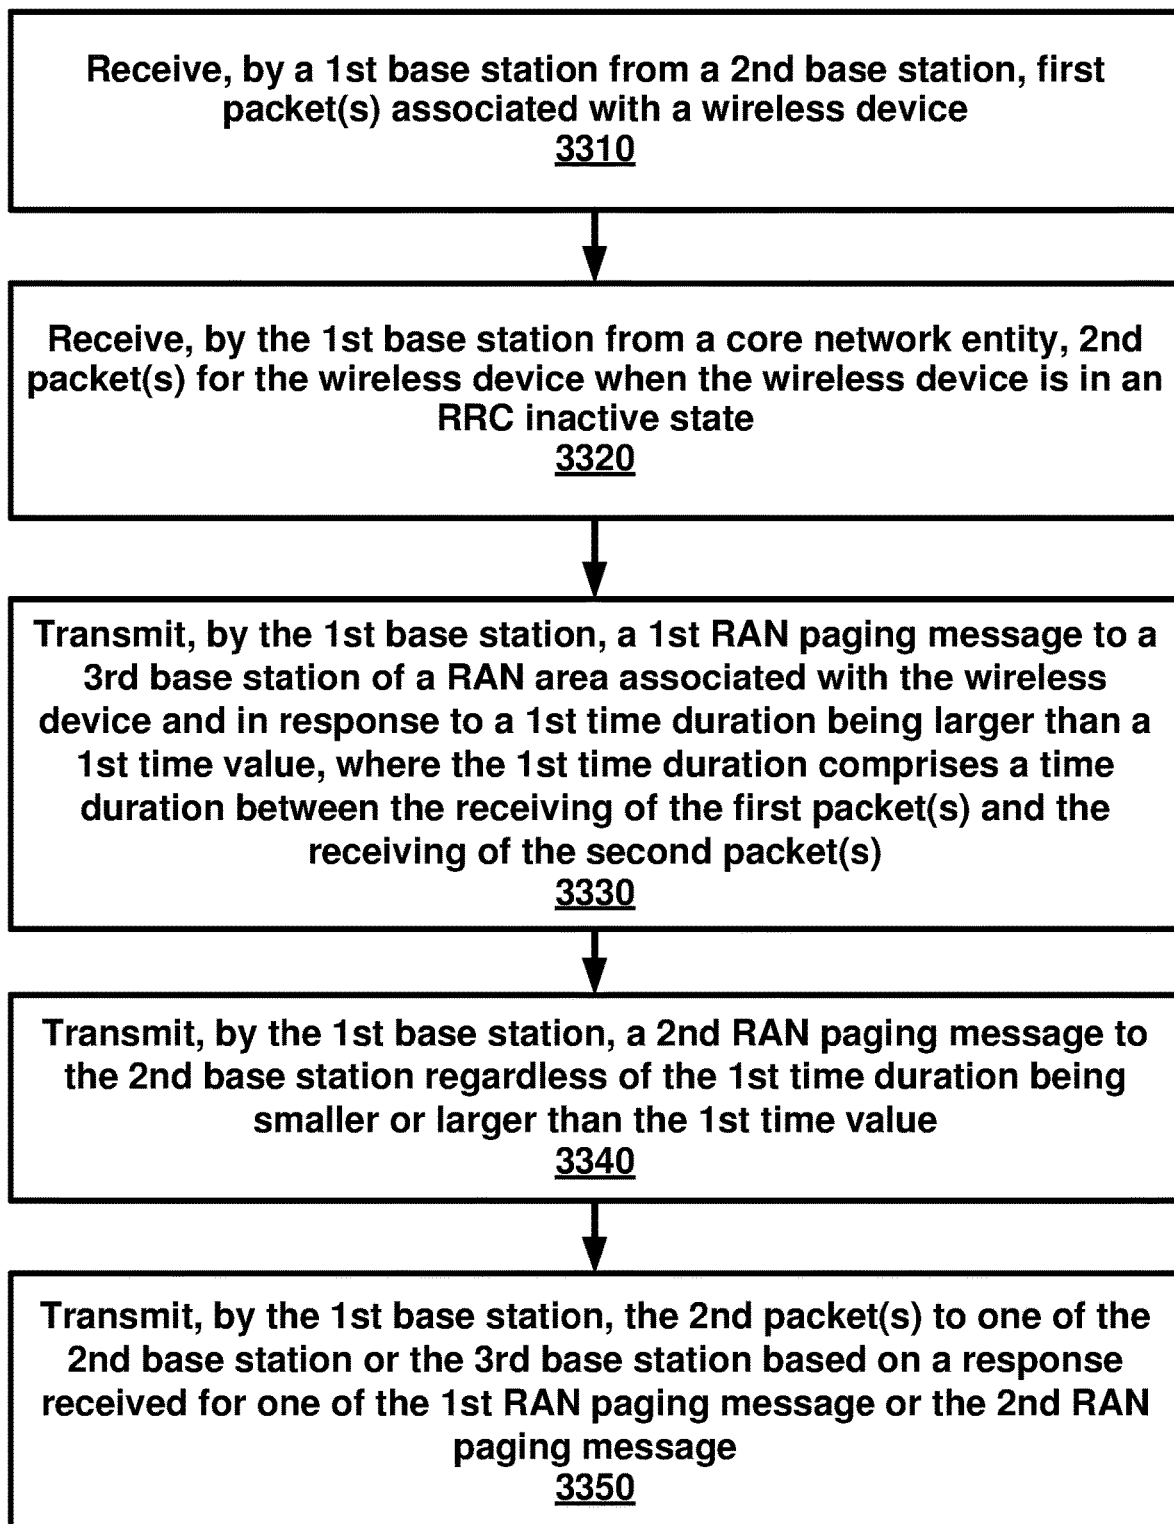 Receive, by a 1st base station from a 2nd base station, first
packet(s) associated with a wireless device
3310
Receive, by the 1st base station from a core network entity, 2nd
packet(s) for the wireless device when the wireless device is in an
RRC inactive state
3320
Transmit, by the 1st base station, a 1st RAN paging message to a
3rd base station of a RAN area associated with the wireless
device and in response to a 1st time duration being larger than a
1st time value, where the 1st time duration comprises a time
duration between the receiving of the first packet(s) and the
receiving of the second packet(s)
3330
Transmit, by the 1st base station, a 2nd RAN paging message to
the 2nd base station regardless of the 1st time duration being
smaller or larger than the 1st time value
3340
Transmit, by the 1st base station, the 2nd packet(s) to one of the
2nd base station or the 3rd base station based on a response
received for one of the 1st RAN paging message or the 2nd RAN
paging message
3350